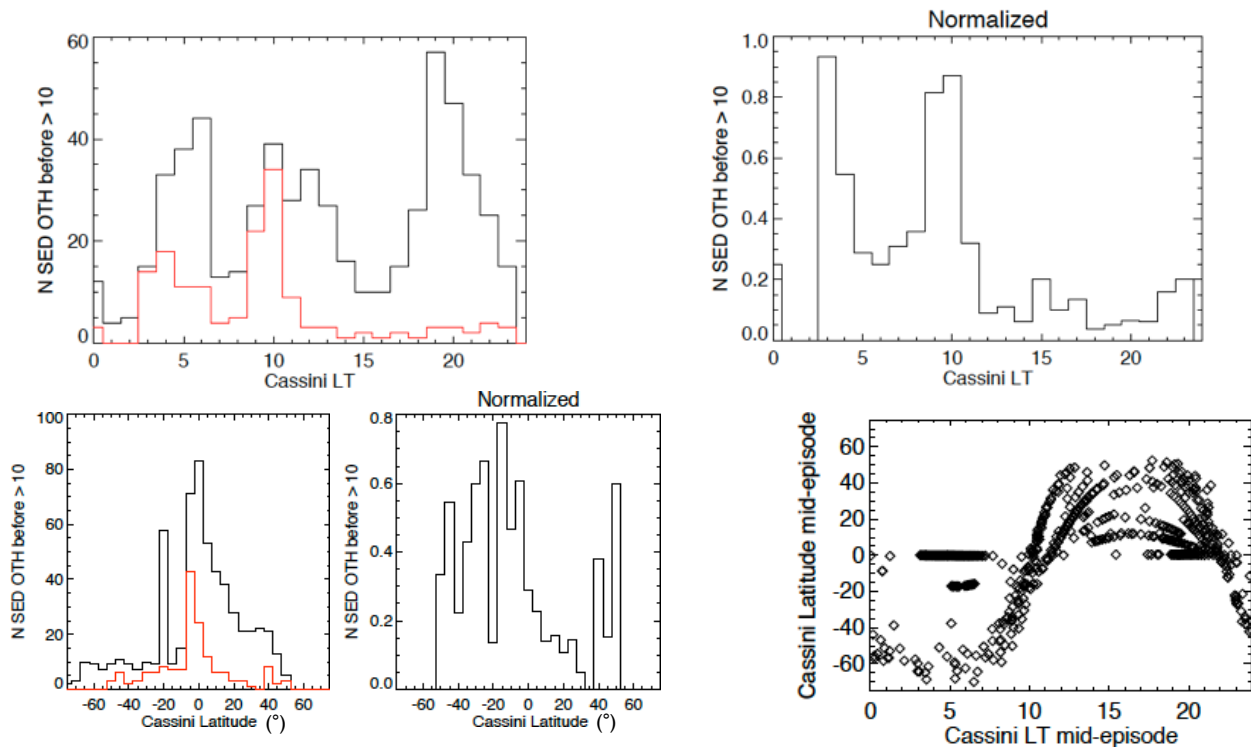 N SED OTH before > 10
60
40
20
0
0 5 10 15 20
Cassini LT
Normalized
N SED OTH before > 10
1.0
0.8
0.6
0.4
0.2
0.0
0 5 10 15 20
Cassini LT
N SED OTH before > 10
100
80
60
40
20
0
-60 -40 -20 0 20 40 60
Cassini Latitude (°)
Normalized
N SED OTH before > 10
0.8
0.6
0.4
0.2
0.0
-60 -40 -20 0 20 40 60
Cassini Latitude (°)
Cassini Latitude mid-episode
60
40
20
0
-20
-40
-60
0 5 10 15 20
Cassini LT mid-episode